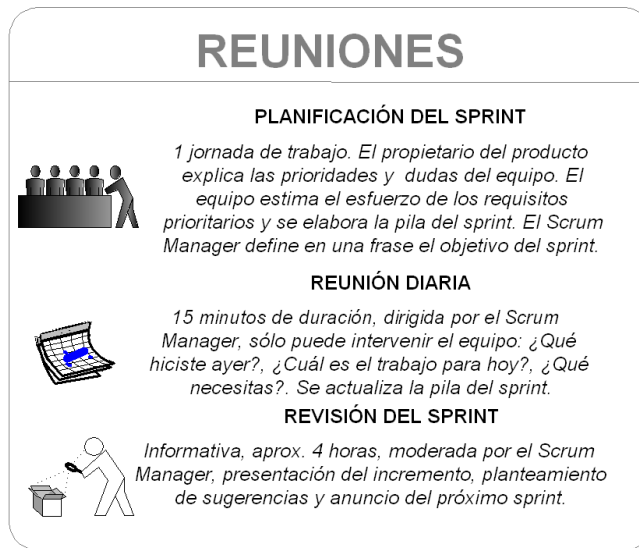 REUNIONES
PLANIFICACIÓN DEL SPRINT
1 jornada de trabajo. El propietario del producto
explica las prioridades y dudas del equipo. El
equipo estima el esfuerzo de los requisitos
prioritarios y se elabora la pila del sprint. El Scrum
Manager define en una frase el objetivo del sprint.
REUNIÓN DIARIA
15 minutos de duración, dirigida por el Scrum
Manager, sólo puede intervenir el equipo: ¿Qué
hiciste ayer?, ¿Cuál es el trabajo para hoy?, ¿Qué
necesitas?. Se actualiza la pila del sprint.
REVISIÓN DEL SPRINT
Informativa, aprox. 4 horas, moderada por el Scrum
Manager, presentación del incremento, planteamiento
de sugerencias y anuncio del próximo sprint.